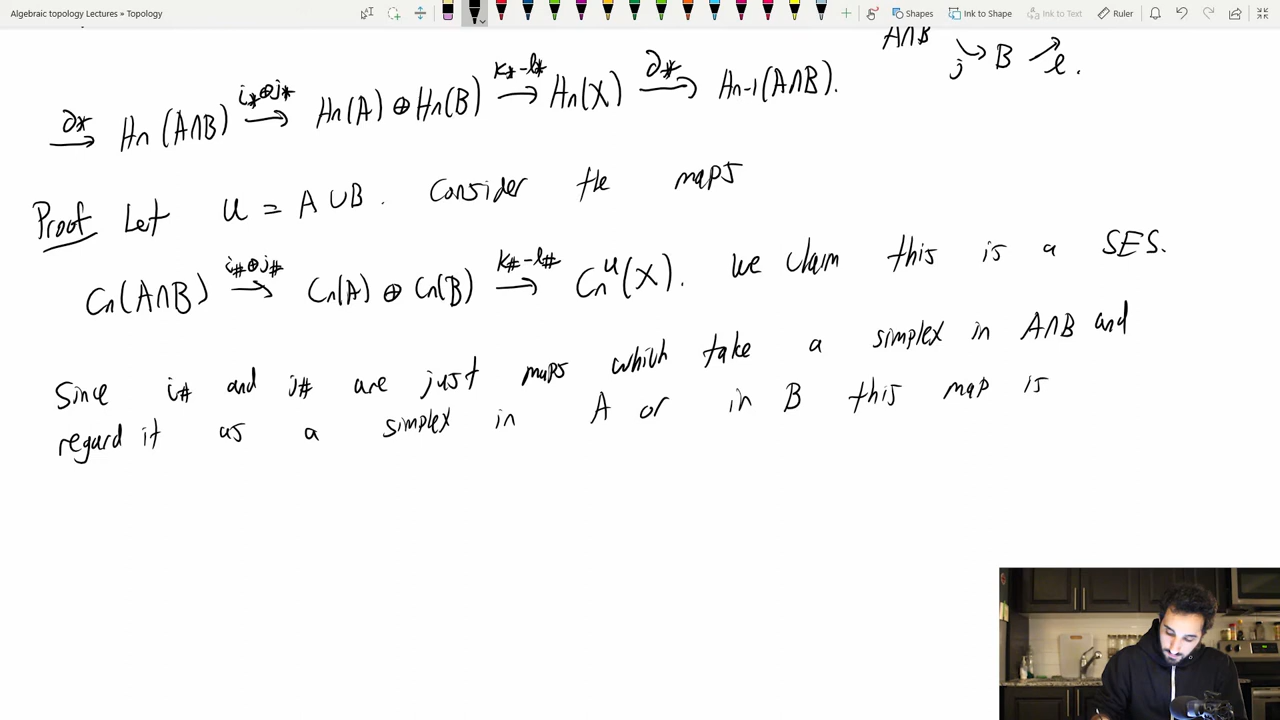 Algebraic topology Lectures » Topology
Shapes
Ink to Shape
Ink to Text
Ruler
A∩B
j ↘ B ↗ l .
∂* → Hn (A∩B) i*⊕j* → Hn(A) ⊕ Hn(B) k*-l* → Hn(X) ∂* → Hn-1(A∩B).
Proof Let U = A ∪ B . Consider the maps
Cn(A∩B) i#⊕j# → Cn(A) ⊕ Cn(B) k#-l# → Cn^U(X). We claim this is a SES.
Since i# and j# are just maps which take a simplex in A∩B and
regard it as a simplex in A or in B this map is